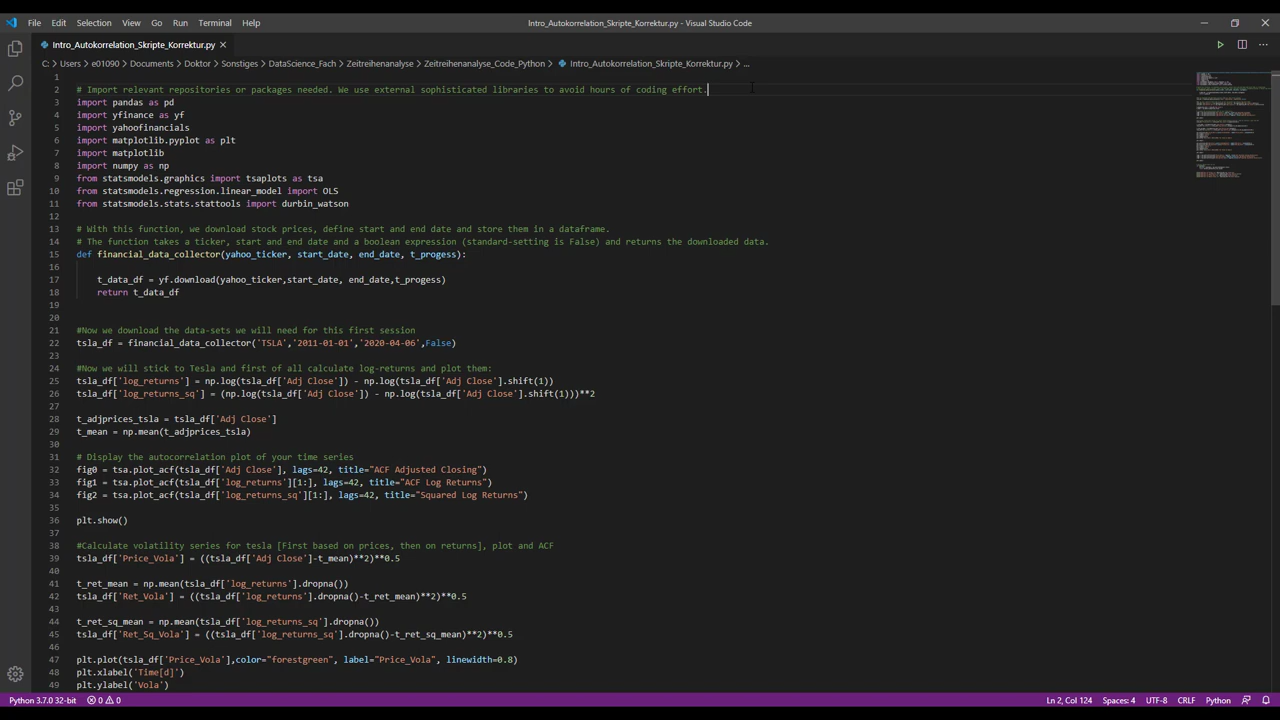 File Edit Selection View Go Run Terminal Help
Intro_Autokorrelation_Skripte_Korrektur.py - Visual Studio Code
Intro_Autokorrelation_Skripte_Korrektur.py ×
C: > Users > e01090 > Documents > Doktor > Sonstiges > DataScience_Fach > Zeitreihenanalyse > Zeitreihenanalyse_Code_Python > Intro_Autokorrelation_Skripte_Korrektur.py > ...
1
2 # Import relevant repositories or packages needed. We use external sophisticated libraries to avoid hours of coding effort.
3 import pandas as pd
4 import yfinance as yf
5 import yahoofinancials
6 import matplotlib.pyplot as plt
7 import matplotlib
8 import numpy as np
9 from statsmodels.graphics import tsaplots as tsa
10 from statsmodels.regression.linear_model import OLS
11 from statsmodels.stats.stattools import durbin_watson
12
13 # With this function, we download stock prices, define start and end date and store them in a dataframe.
14 # The function takes a ticker, start and end date and a boolean expression (standard-setting is False) and returns the downloaded data.
15 def financial_data_collector(yahoo_ticker, start_date, end_date, t_progess):
16
17 t_data_df = yf.download(yahoo_ticker,start_date, end_date,t_progess)
18 return t_data_df
19
20
21 #Now we download the data-sets we will need for this first session
22 tsla_df = financial_data_collector('TSLA','2011-01-01','2020-04-06',False)
23
24 #Now we will stick to Tesla and first of all calculate log-returns and plot them:
25 tsla_df['log_returns'] = np.log(tsla_df['Adj Close']) - np.log(tsla_df['Adj Close'].shift(1))
26 tsla_df['log_returns_sq'] = (np.log(tsla_df['Adj Close']) - np.log(tsla_df['Adj Close'].shift(1)))**2
27
28 t_adjprices_tsla = tsla_df['Adj Close']
29 t_mean = np.mean(t_adjprices_tsla)
30
31 # Display the autocorrelation plot of your time series
32 fig0 = tsa.plot_acf(tsla_df['Adj Close'], lags=42, title="ACF Adjusted Closing")
33 fig1 = tsa.plot_acf(tsla_df['log_returns'][1:], lags=42, title="ACF Log Returns")
34 fig2 = tsa.plot_acf(tsla_df['log_returns_sq'][1:], lags=42, title="Squared Log Returns")
35
36 plt.show()
37
38 #Calculate volatility series for tesla [First based on prices, then on returns], plot and ACF
39 tsla_df['Price_Vola'] = ((tsla_df['Adj Close']-t_mean)**2)**0.5
40
41 t_ret_mean = np.mean(tsla_df['log_returns'].dropna())
42 tsla_df['Ret_Vola'] = ((tsla_df['log_returns'].dropna()-t_ret_mean)**2)**0.5
43
44 t_ret_sq_mean = np.mean(tsla_df['log_returns_sq'].dropna())
45 tsla_df['Ret_Sq_Vola'] = ((tsla_df['log_returns_sq'].dropna()-t_ret_sq_mean)**2)**0.5
46
47 plt.plot(tsla_df['Price_Vola'],color="forestgreen", label="Price_Vola", linewidth=0.8)
48 plt.xlabel('Time[d]')
49 plt.ylabel('Vola')
Python 3.7.0 32-bit 0 0 Ln 2, Col 124 Spaces: 4 UTF-8 CRLF Python